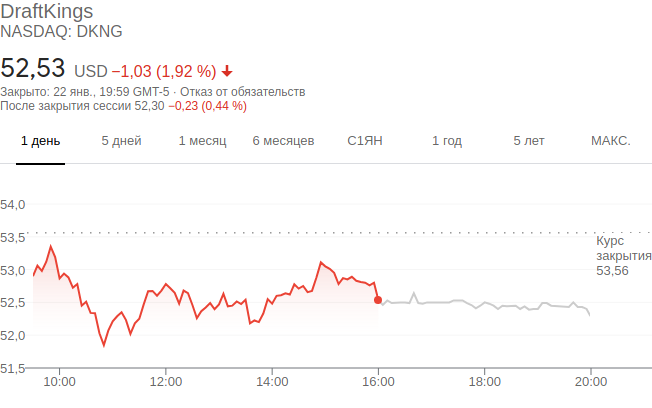 DraftKings
NASDAQ: DKNG
52,53 USD −1,03 (1,92 %)
Закрыто: 22 янв., 19:59 GMT-5 · Отказ от обязательств
После закрытия сессии 52,30 −0,23 (0,44 %)
1 день 5 дней 1 месяц 6 месяцев С1ЯН 1 год 5 лет МАКС.
54,0
53,5
Курс
закрытия
53,56
53,0
52,5
52,0
51,5
10:00 12:00 14:00 16:00 18:00 20:00